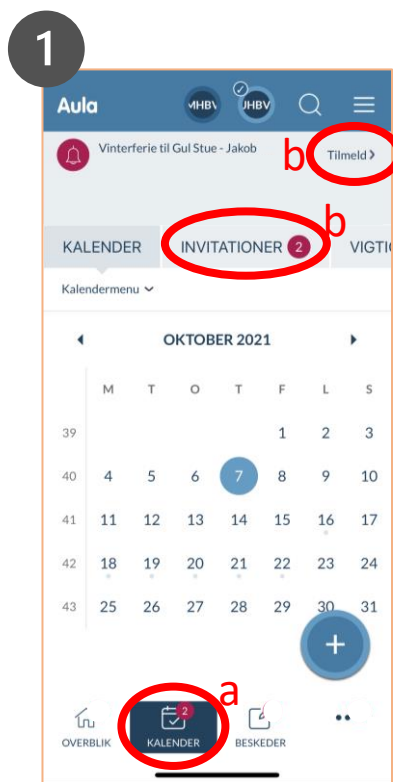 1
Aula
MHBV
JHBV
Vinterferie til Gul Stue - Jakob
b
Tilmeld >
b
KALENDER
INVITATIONER 2
VIGTI
Kalendermenu
OKTOBER 2021
M T O T F L S
39 1 2 3
40 4 5 6 7 8 9 10
41 11 12 13 14 15 16 17
42 18 19 20 21 22 23 24
43 25 26 27 28 29 30 31
+
a
2
OVERBLIK
KALENDER
BESKEDER